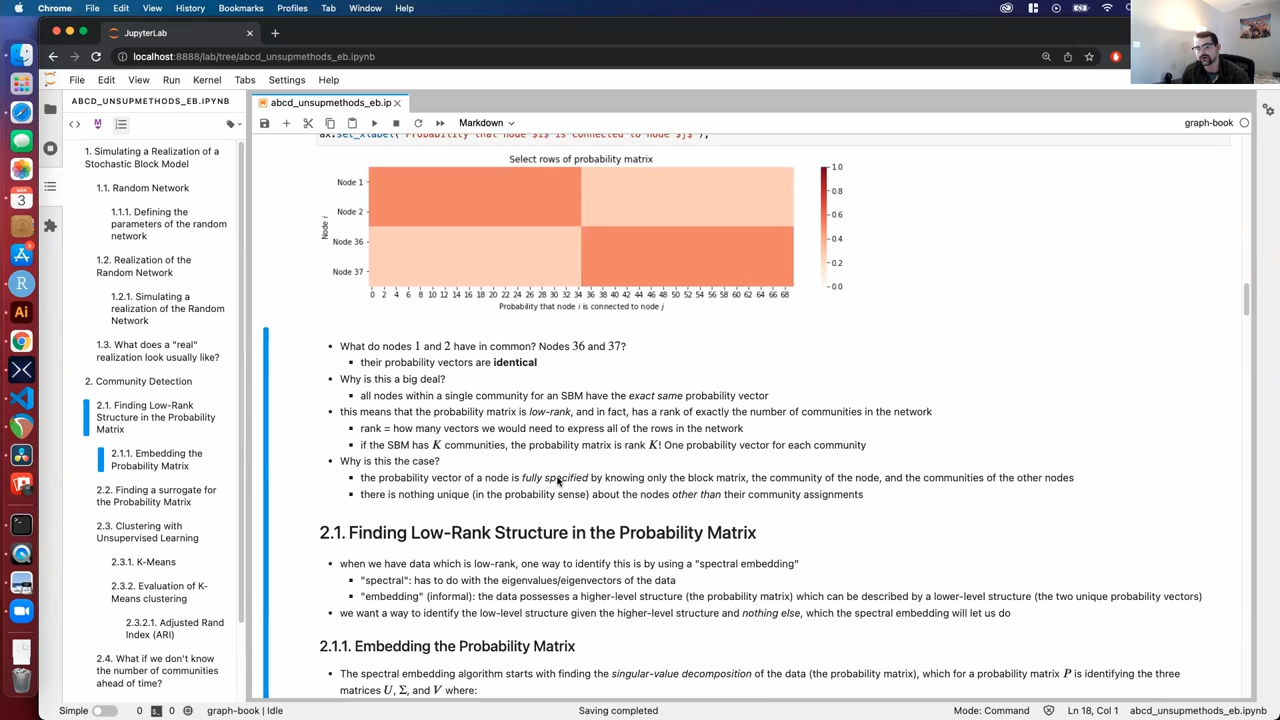 Chrome File Edit View History Bookmarks Profiles Tab Window Help
JupyterLab
localhost:8888/lab/tree/abcd_unsupmethods_eb.ipynb
File Edit View Run Kernel Tabs Settings Help
ABCD_UNSUPMETHODS_EB.IPYNB
abcd_unsupmethods_eb.ip
Markdown
graph-book
MAR
3
1. Simulating a Realization of a
Stochastic Block Model
1.1. Random Network
1.1.1. Defining the
parameters of the random
network
1.2. Realization of the
Random Network
1.2.1. Simulating a
realization of the Random
Network
1.3. What does a "real"
realization look usually like?
2. Community Detection
2.1. Finding Low-Rank
Structure in the Probability
Matrix
2.1.1. Embedding the
Probability Matrix
2.2. Finding a surrogate for
the Probability Matrix
2.3. Clustering with
Unsupervised Learning
2.3.1. K-Means
2.3.2. Evaluation of K-
Means clustering
2.3.2.1. Adjusted Rand
Index (ARI)
2.4. What if we don't know
the number of communities
ahead of time?
ax.set_xlabel("Probability that node $i$ is connected to node $j$");
Select rows of probability matrix
Node 1
Node 2
Node 36
Node 37
Node i
0 2 4 6 8 10 12 14 16 18 20 22 24 26 28 30 32 34 36 38 40 42 44 46 48 50 52 54 56 58 60 62 64 66 68
Probability that node i is connected to node j
1.0
0.8
0.6
0.4
0.2
0.0
• What do nodes 1 and 2 have in common? Nodes 36 and 37?
▪ their probability vectors are identical
• Why is this a big deal?
▪ all nodes within a single community for an SBM have the exact same probability vector
• this means that the probability matrix is low-rank, and in fact, has a rank of exactly the number of communities in the network
▪ rank = how many vectors we would need to express all of the rows in the network
▪ if the SBM has K communities, the probability matrix is rank K! One probability vector for each community
• Why is this the case?
▪ the probability vector of a node is fully specified by knowing only the block matrix, the community of the node, and the communities of the other nodes
▪ there is nothing unique (in the probability sense) about the nodes other than their community assignments
2.1. Finding Low-Rank Structure in the Probability Matrix
• when we have data which is low-rank, one way to identify this is by using a "spectral embedding"
▪ "spectral": has to do with the eigenvalues/eigenvectors of the data
▪ "embedding" (informal): the data possesses a higher-level structure (the probability matrix) which can be described by a lower-level structure (the two unique probability vectors)
• we want a way to identify the low-level structure given the higher-level structure and nothing else, which the spectral embedding will let us do
2.1.1. Embedding the Probability Matrix
• The spectral embedding algorithm starts with finding the singular-value decomposition of the data (the probability matrix), which for a probability matrix P is identifying the three
matrices U, Σ, and V where:
Simple 0 1 graph-book | Idle Saving completed Mode: Command Ln 18, Col 1 abcd_unsupmethods_eb.ipynb